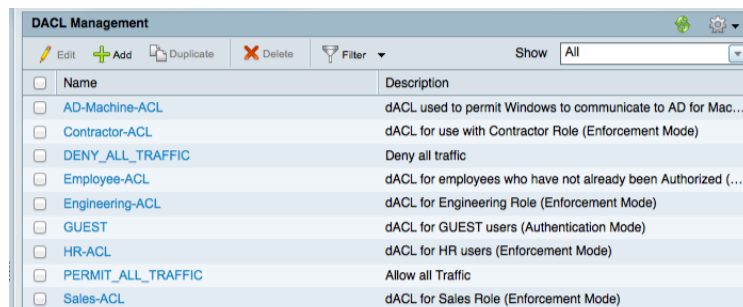 DACL Management
Edit Add Duplicate Delete Filter Show All
Name Description
AD-Machine-ACL dACL used to permit Windows to communicate to AD for Mac...
Contractor-ACL dACL for use with Contractor Role (Enforcement Mode)
DENY_ALL_TRAFFIC Deny all traffic
Employee-ACL dACL for employees who have not already been Authorized (...
Engineering-ACL dACL for Engineering Role (Enforcement Mode)
GUEST dACL for GUEST users (Authentication Mode)
HR-ACL dACL for HR users (Enforcement Mode)
PERMIT_ALL_TRAFFIC Allow all Traffic
Sales-ACL dACL for Sales Role (Enforcement Mode)